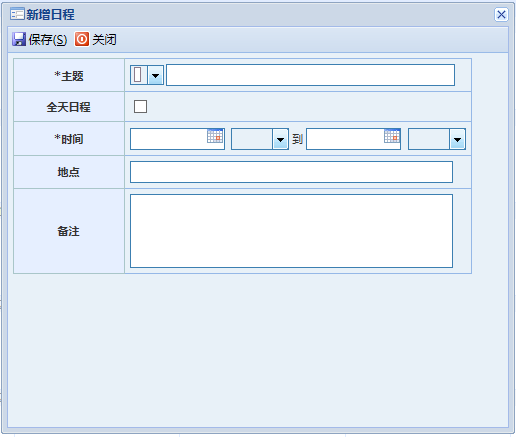 新增日程
保存(S) 关闭
*主题
全天日程
*时间 到
地点
备注